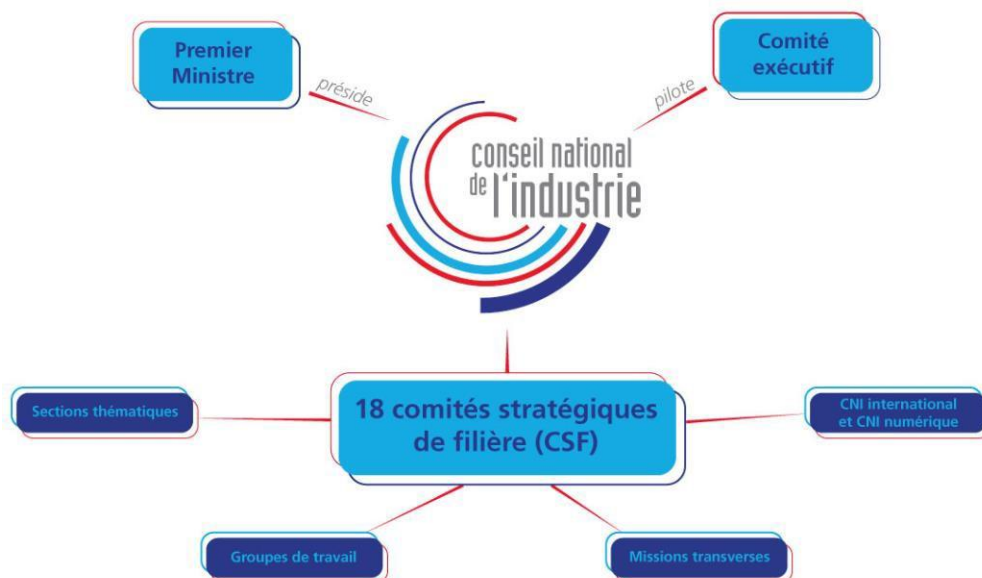 Premier
Ministre
Comité
exécutif
préside
pilote
conseil national
de l'industrie
18 comités stratégiques
de filière (CSF)
Sections thématiques
CNI international
et CNI numérique
Groupes de travail
Missions transverses